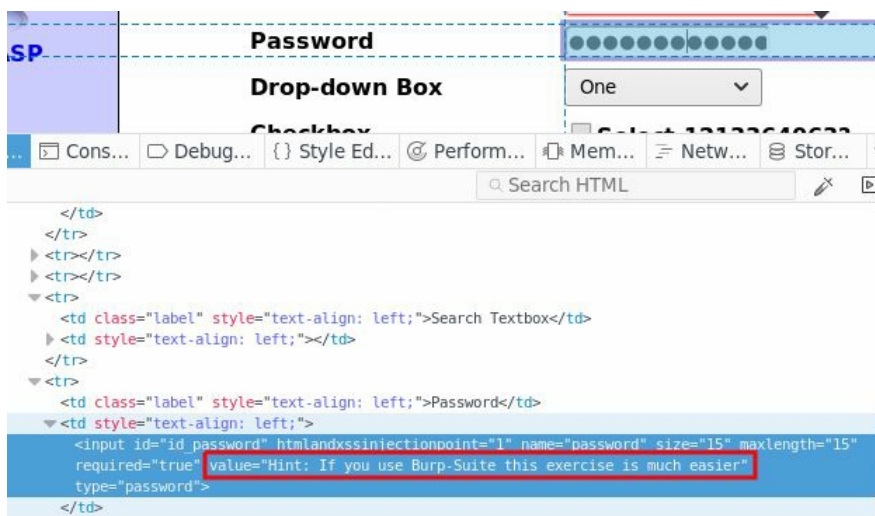 ASP
Password
Drop-down Box
One
Checkbox
... Cons... Debug... {} Style Ed... Perform... Mem... Netw... Stor...
Search HTML
</td>
</tr>
<tr></tr>
<tr></tr>
<tr>
<td class="label" style="text-align: left;">Search Textbox</td>
<td style="text-align: left;"></td>
</tr>
<tr>
<td class="label" style="text-align: left;">Password</td>
<td style="text-align: left;">
<input id="id_password" htmlandxssinjectionpoint="1" name="password" size="15" maxlength="15"
required="true" value="Hint: If you use Burp-Suite this exercise is much easier"
type="password">
</td>